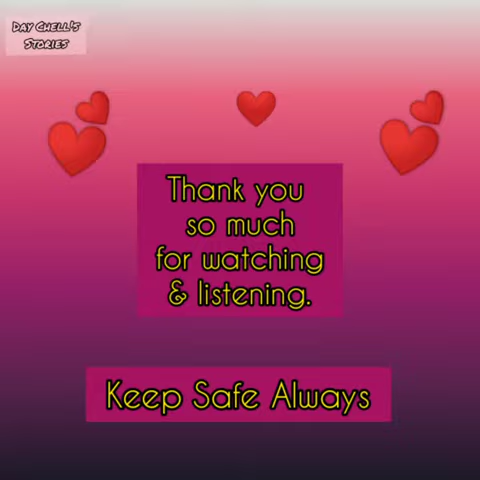 Day Chell's
Stories
Thank you
so much
for watching
& listening.
Keep Safe Always